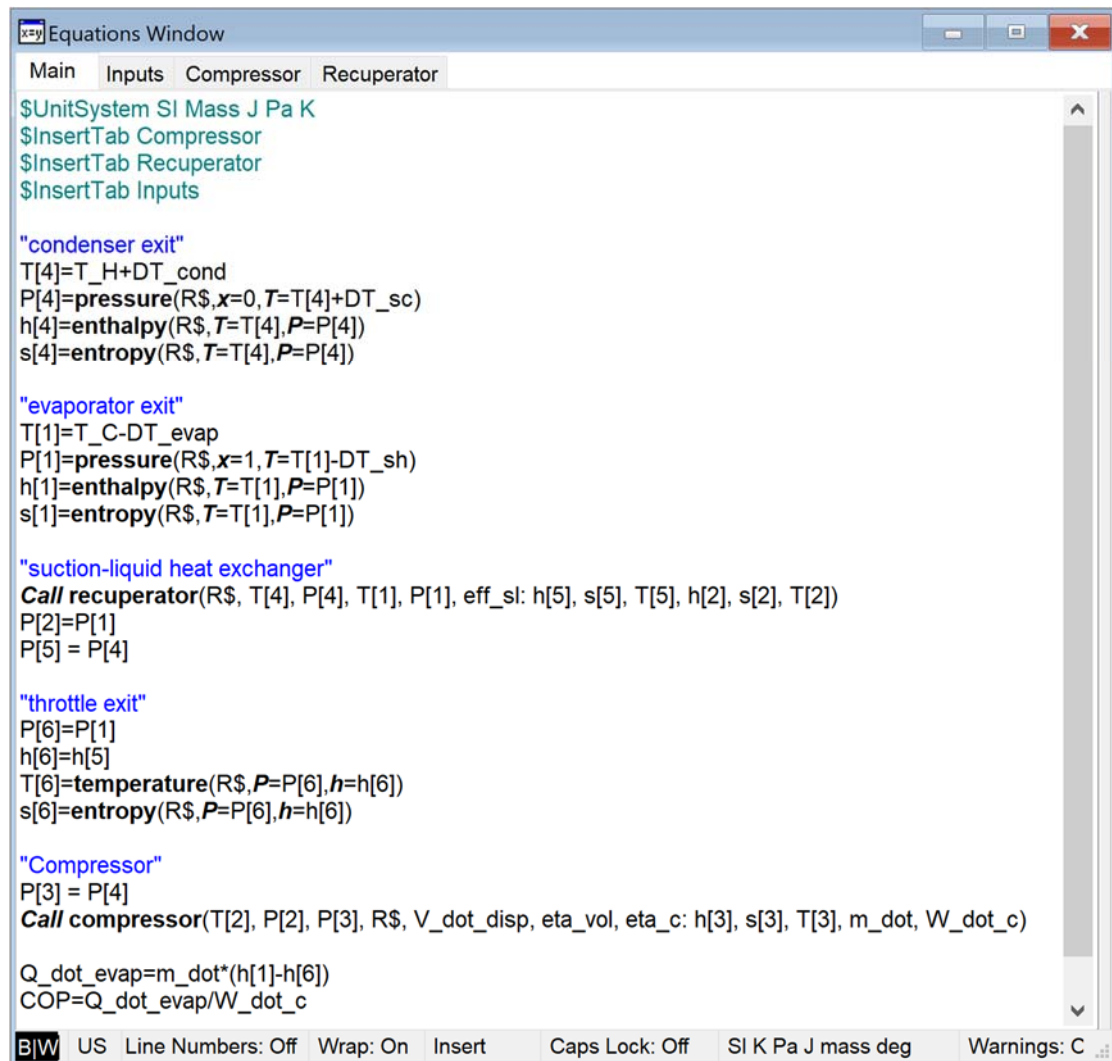 x=y Equations Window
Main Inputs Compressor Recuperator
$UnitSystem SI Mass J Pa K
$InsertTab Compressor
$InsertTab Recuperator
$InsertTab Inputs
"condenser exit"
T[4]=T_H+DT_cond
P[4]=pressure(R$,x=0,T=T[4]+DT_sc)
h[4]=enthalpy(R$,T=T[4],P=P[4])
s[4]=entropy(R$,T=T[4],P=P[4])
"evaporator exit"
T[1]=T_C-DT_evap
P[1]=pressure(R$,x=1,T=T[1]-DT_sh)
h[1]=enthalpy(R$,T=T[1],P=P[1])
s[1]=entropy(R$,T=T[1],P=P[1])
"suction-liquid heat exchanger"
Call recuperator(R$, T[4], P[4], T[1], P[1], eff_sl: h[5], s[5], T[5], h[2], s[2], T[2])
P[2]=P[1]
P[5] = P[4]
"throttle exit"
P[6]=P[1]
h[6]=h[5]
T[6]=temperature(R$,P=P[6],h=h[6])
s[6]=entropy(R$,P=P[6],h=h[6])
"Compressor"
P[3] = P[4]
Call compressor(T[2], P[2], P[3], R$, V_dot_disp, eta_vol, eta_c: h[3], s[3], T[3], m_dot, W_dot_c)
Q_dot_evap=m_dot*(h[1]-h[6])
COP=Q_dot_evap/W_dot_c
B|W US Line Numbers: Off Wrap: On Insert Caps Lock: Off SI K Pa J mass deg Warnings: C